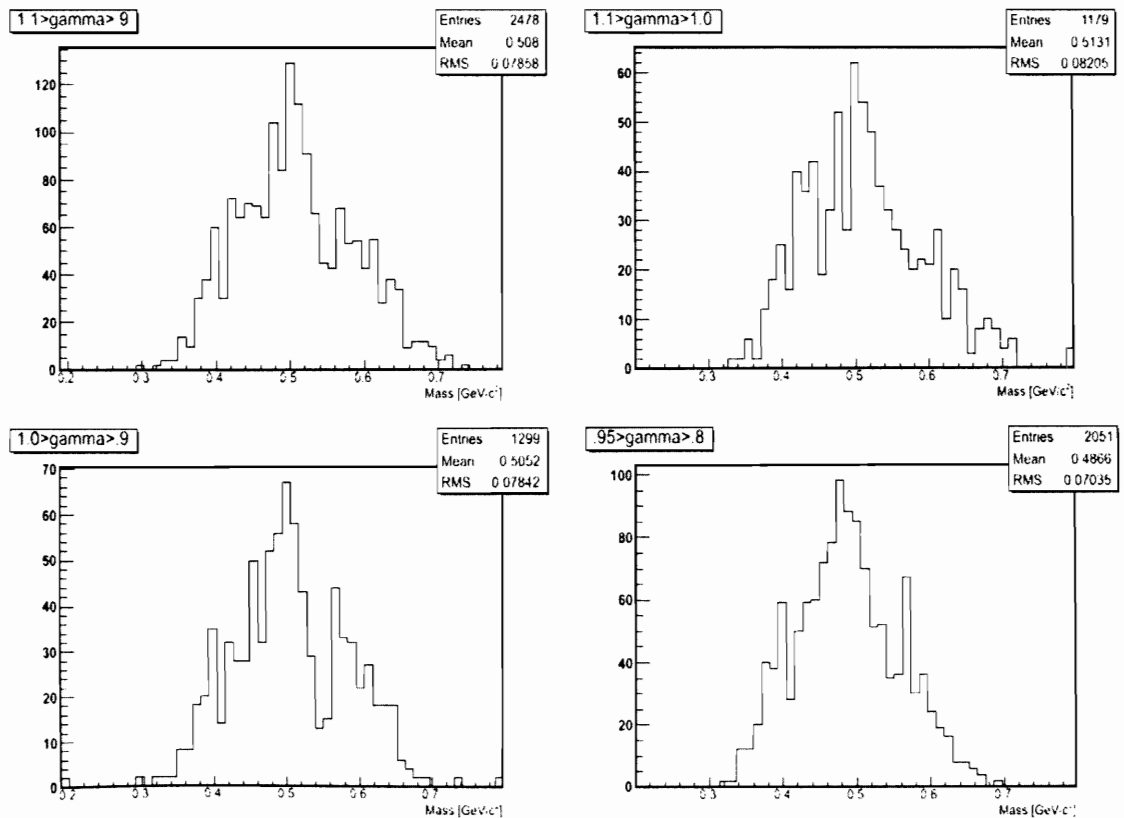 1 1>gamma> 9
Entries 2478
Mean 0.508
RMS 0.07858
120
100
80
60
40
20
0
0.2 0.3 0.4 0.5 0.6 0.7
Mass [GeV/c²]
1.1>gamma>1.0
Entries 1179
Mean 0.5131
RMS 0.08205
60
50
40
30
20
10
0
0.3 0.4 0.5 0.6 0.7
Mass [GeV/c²]
1.0>gamma>.9
Entries 1299
Mean 0.5052
RMS 0.07842
70
60
50
40
30
20
10
0
0.2 0.3 0.4 0.5 0.6 0.7
Mass [GeV/c²]
.95>gamma>.8
Entries 2051
Mean 0.4866
RMS 0.07035
100
80
60
40
20
0
0.3 0.4 0.5 0.6 0.7
Mass [GeV/c²]